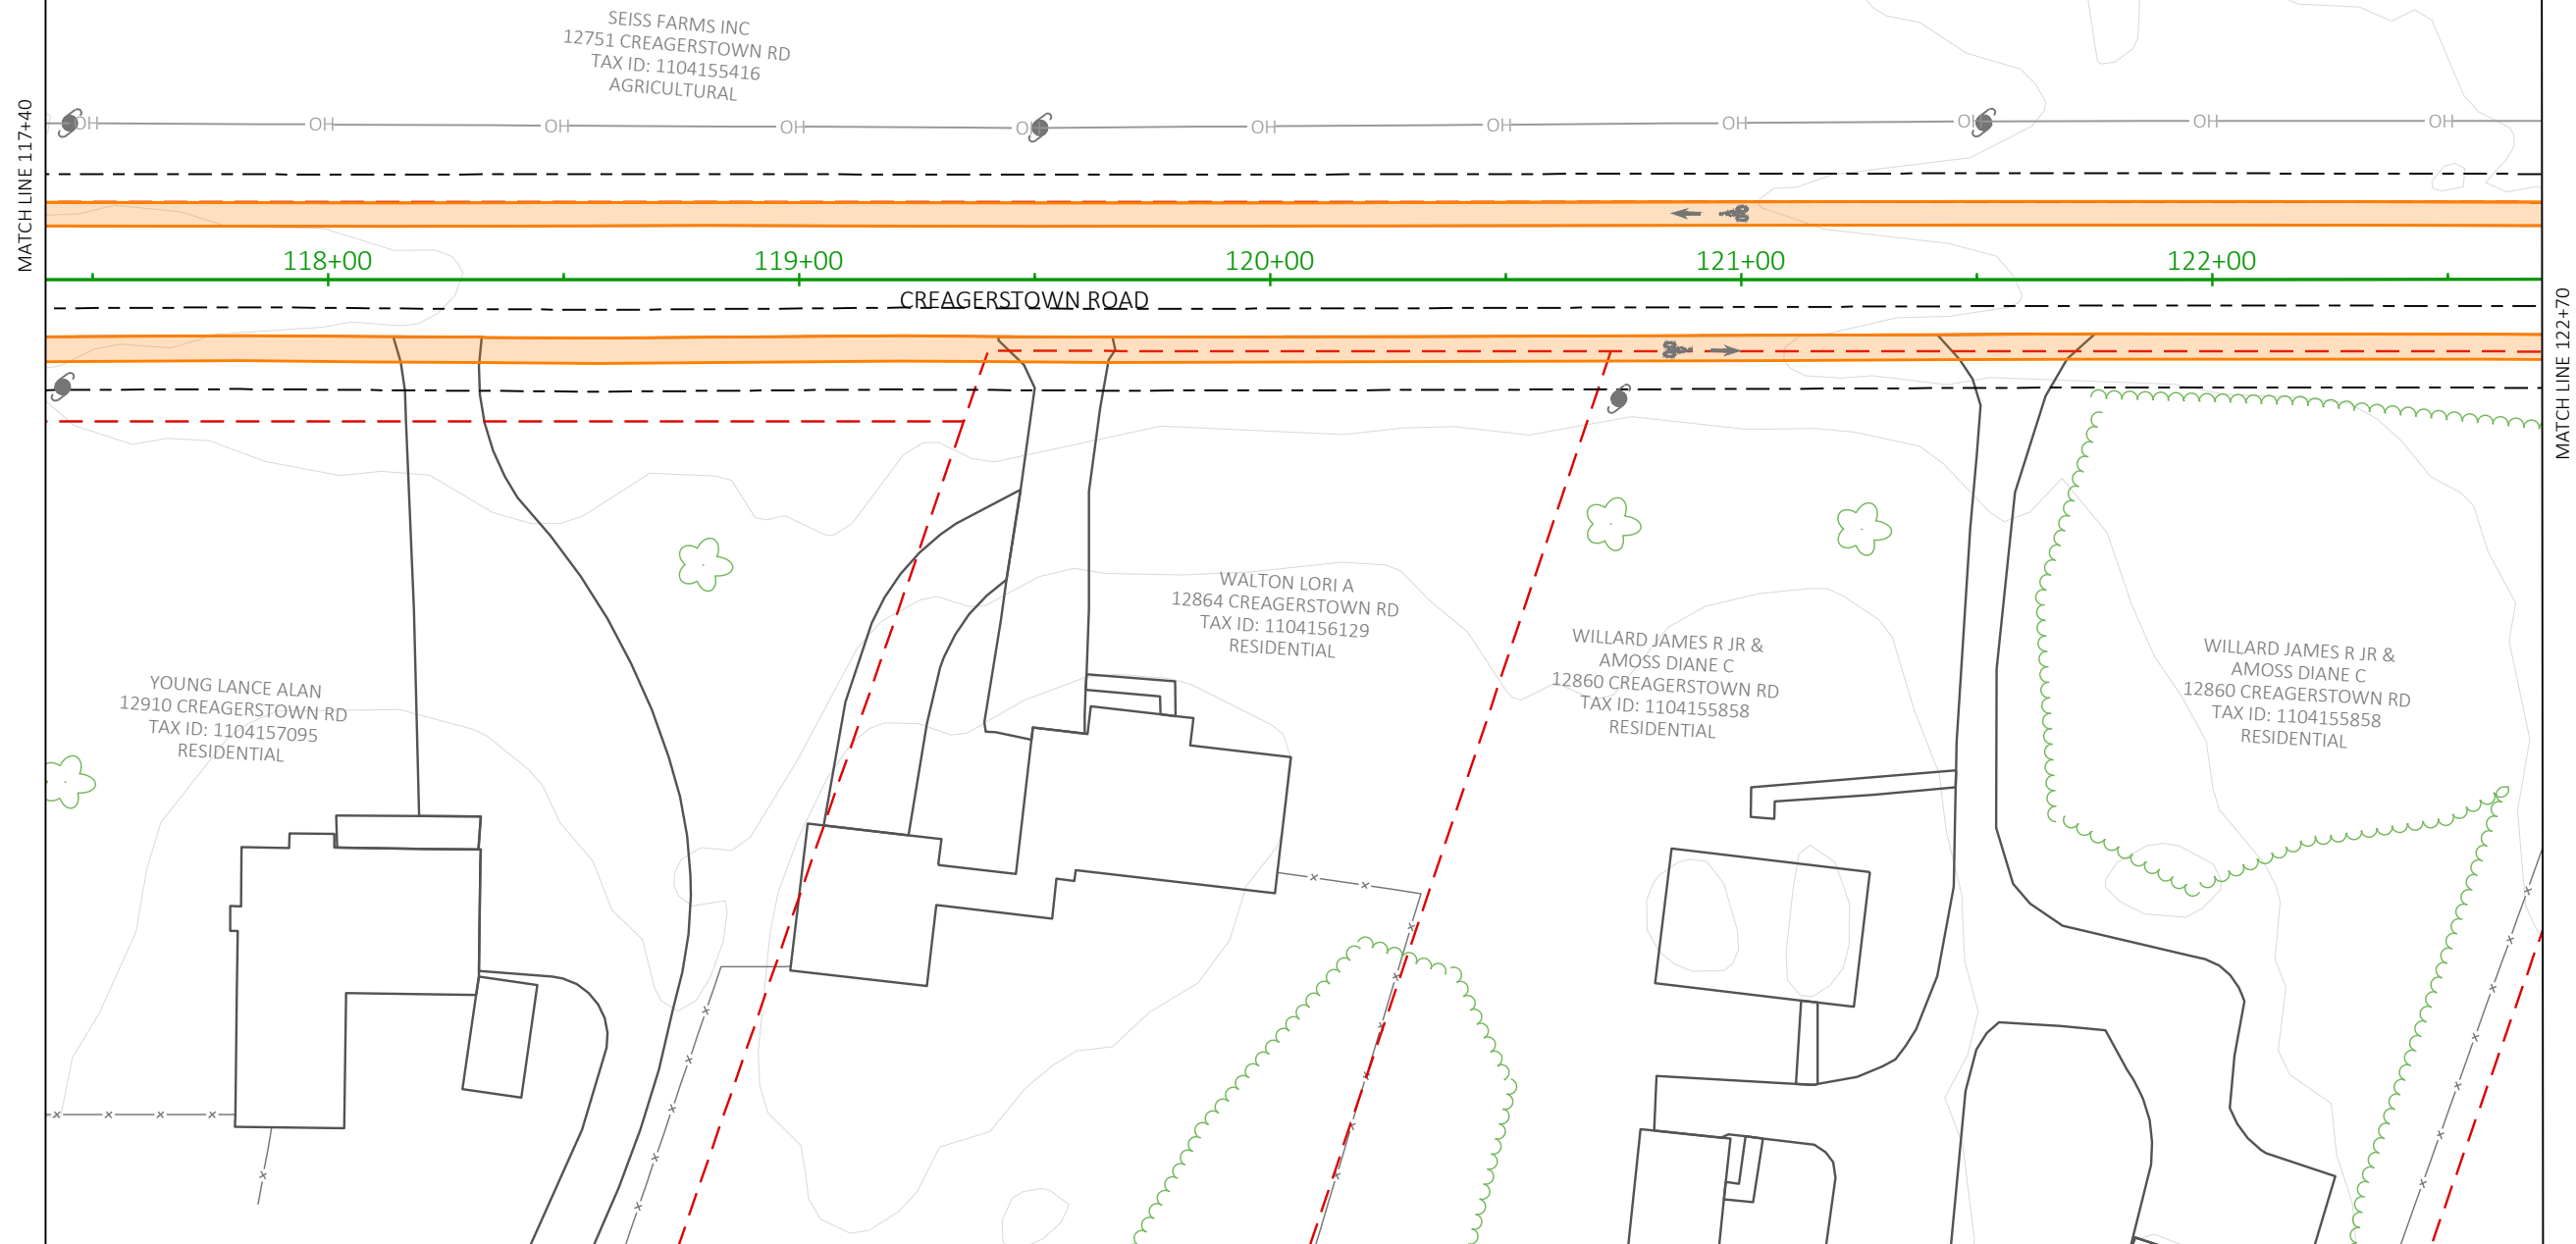 SEISS FARMS INC
12751 CREAGERSTOWN RD
TAX ID: 1104155416
AGRICULTURAL
MATCH LINE 117+40
OH OH OH OH OH OH OH OH OH OH OH
118+00 119+00 120+00 121+00 122+00
CREAGERSTOWN ROAD
MATCH LINE 122+70
YOUNG LANCE ALAN
12910 CREAGERSTOWN RD
TAX ID: 1104157095
RESIDENTIAL
WALTON LORI A
12864 CREAGERSTOWN RD
TAX ID: 1104156129
RESIDENTIAL
WILLARD JAMES R JR &
AMOSS DIANE C
12860 CREAGERSTOWN RD
TAX ID: 1104155858
RESIDENTIAL
WILLARD JAMES R JR &
AMOSS DIANE C
12860 CREAGERSTOWN RD
TAX ID: 1104155858
RESIDENTIAL